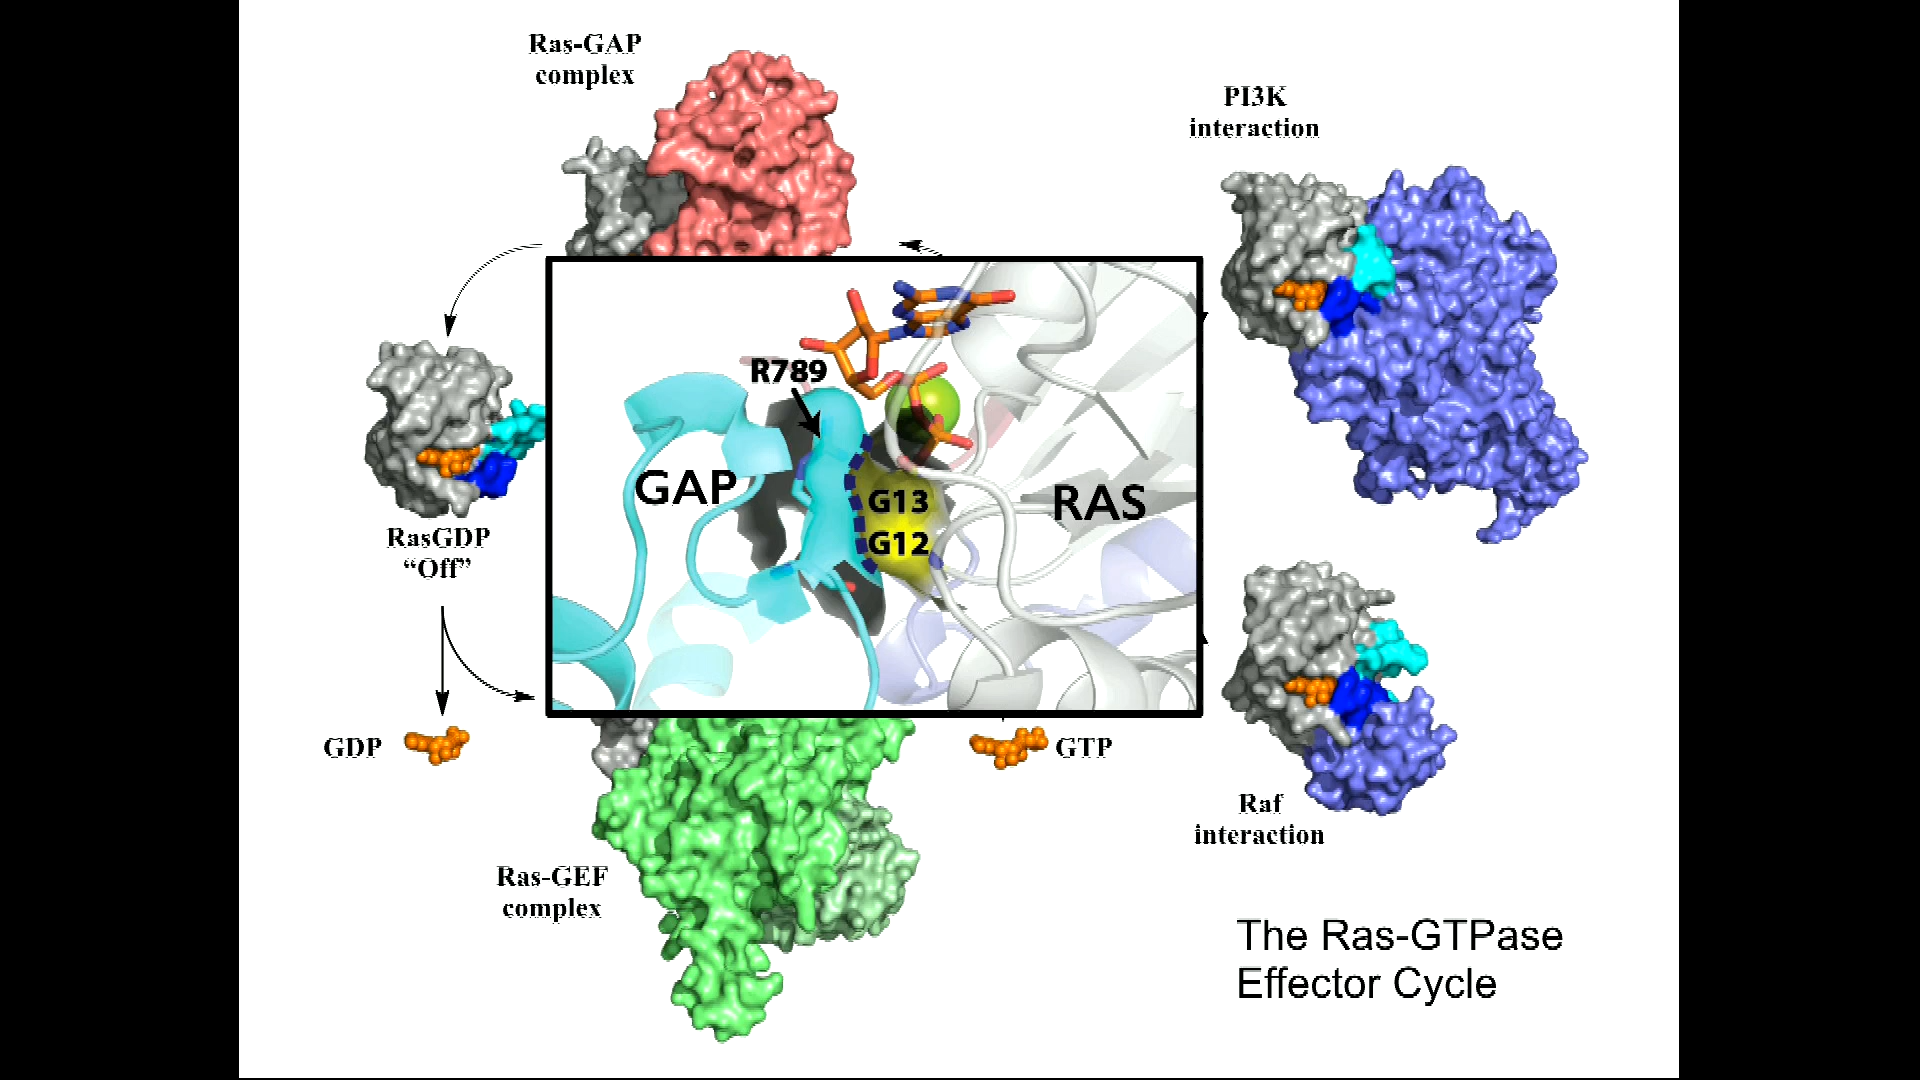 Ras-GAP
complex
PI3K
interaction
R789
GAP
G13
G12
RAS
RasGDP
“Off”
GDP
GTP
Raf
interaction
Ras-GEF
complex
The Ras-GTPase
Effector Cycle